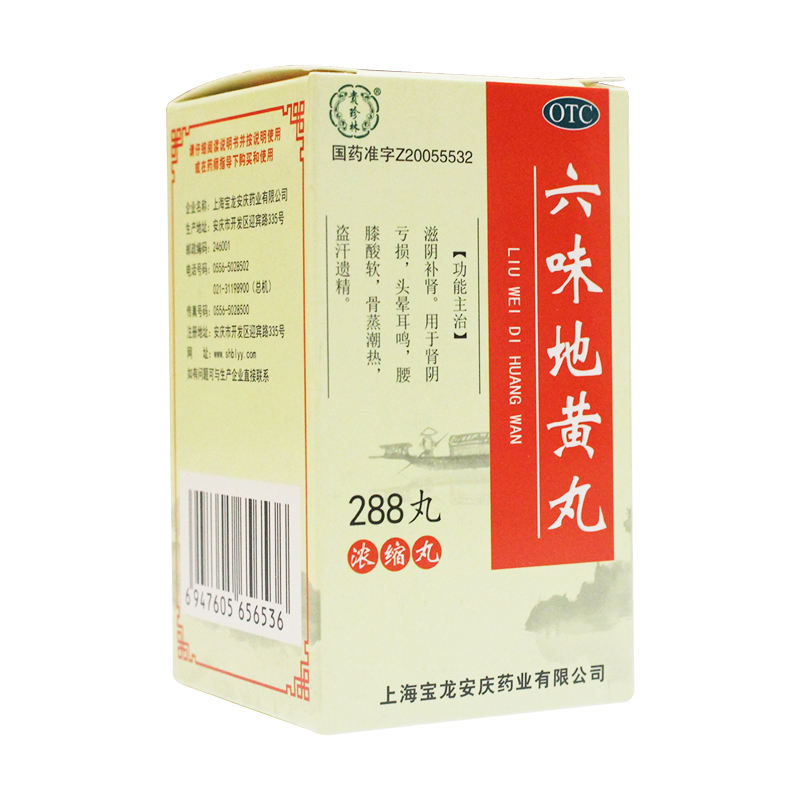 请仔细阅读说明书并按说明使用
或在药师指导下购买和使用
企业名称：上海宝龙安庆药业有限公司
生产地址：安庆市开发区迎宾路335号
邮政编码：246001
电话号码：0556-5028502
021-31198900（总机）
传真号码：0556-5028500
注册地址：安庆市开发区迎宾路335号
网 址：www.shblyy.com
如有问题可与生产企业直接联系
6 947605 656536
贵珍林®
国药准字Z20055532
OTC
六味地黄丸
LIU WEI DI HUANG WAN
【功能主治】
滋阴补肾。用于肾阴
亏损，头晕耳鸣，腰
膝酸软，骨蒸潮热，
盗汗遗精。
288丸
浓缩丸
上海宝龙安庆药业有限公司